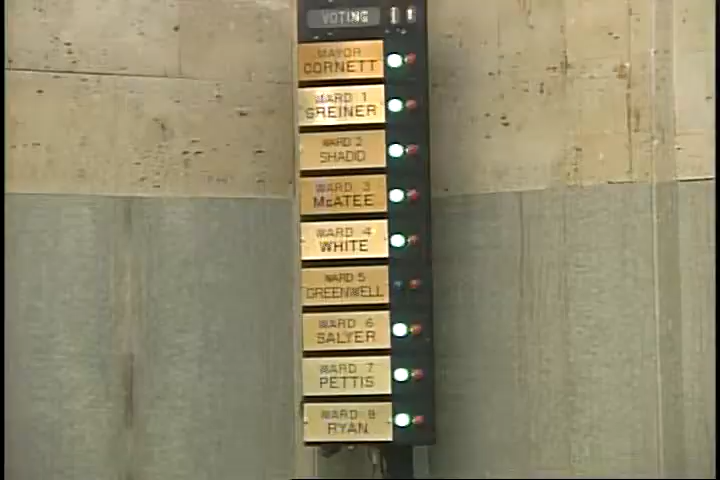 VOTING
MAYOR
CORNETT
WARD 1
GREINER
WARD 2
SHADID
WARD 3
McATEE
WARD 4
WHITE
WARD 5
GREENWELL
WARD 6
SALYER
WARD 7
PETTIS
WARD 8
RYAN